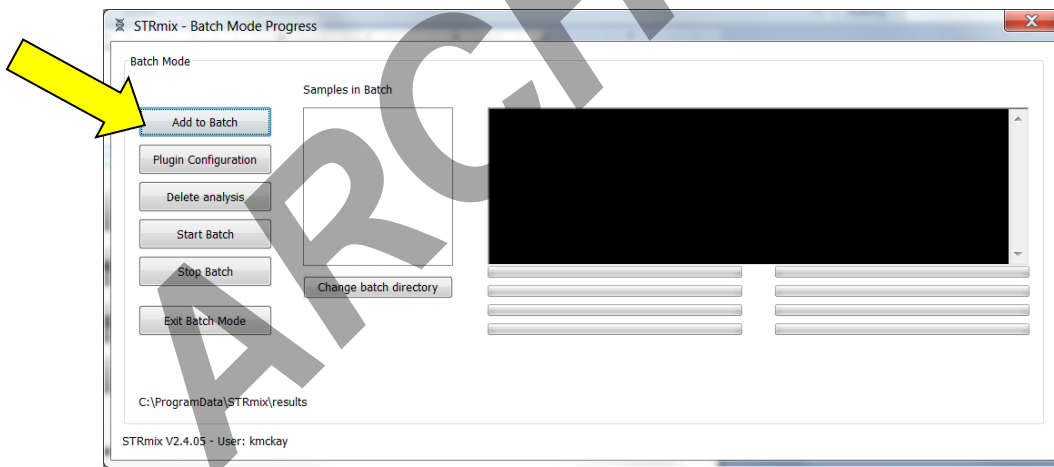 STRmix - Batch Mode Progress
Batch Mode
Samples in Batch
Add to Batch
Plugin Configuration
Delete analysis
Start Batch
Stop Batch
Change batch directory
Exit Batch Mode
C:\ProgramData\STRmix\results
STRmix V2.4.05 - User: kmckay
ARCH